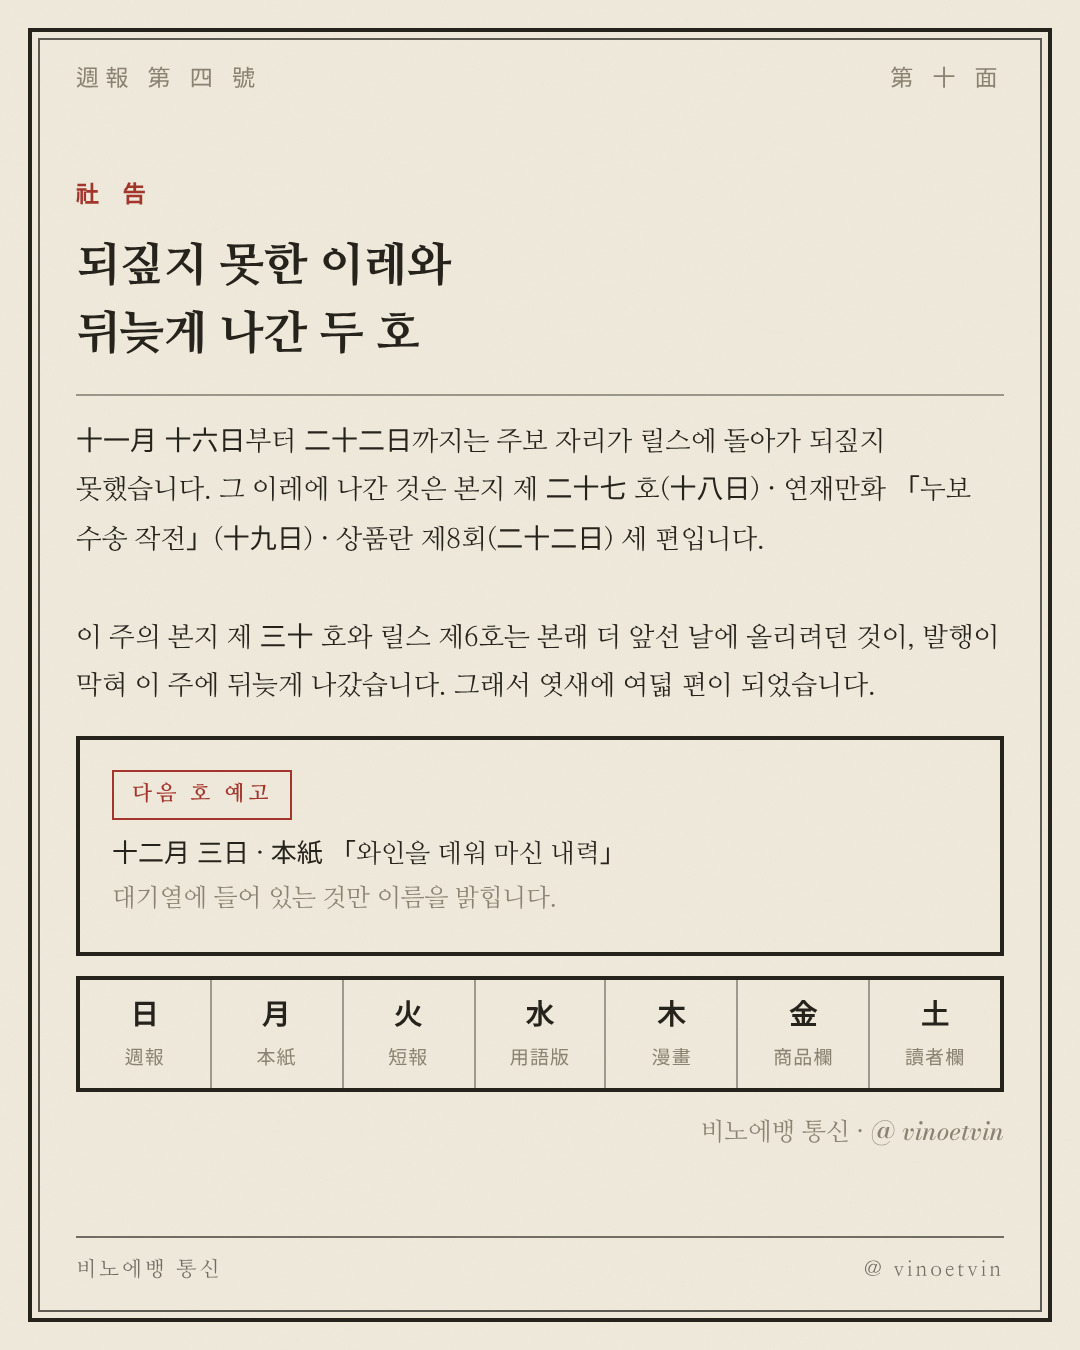 週報 第 四 號
第 十 面
社 告
되짚지 못한 이레와
뒤늦게 나간 두 호
十一月 十六日부터 二十二日까지는 주보 자리가 릴스에 돌아가 되짚지
못했습니다. 그 이레에 나간 것은 본지 제 二十七 호(十八日) · 연재만화 「누보
수송 작전」(十九日) · 상품란 제8회(二十二日) 세 편입니다.
이 주의 본지 제 三十 호와 릴스 제6호는 본래 더 앞선 날에 올리려던 것이, 발행이
막혀 이 주에 뒤늦게 나갔습니다. 그래서 엿새에 여덟 편이 되었습니다.
다음 호 예고
十二月 三日 · 本紙 「와인을 데워 마신 내력」
대기열에 들어 있는 것만 이름을 밝힙니다.
日 月 火 水 木 金 土
週報 本紙 短報 用語版 漫畫 商品欄 讀者欄
비노에뱅 통신 · @ vinoetvin
비노에뱅 통신
@ vinoetvin